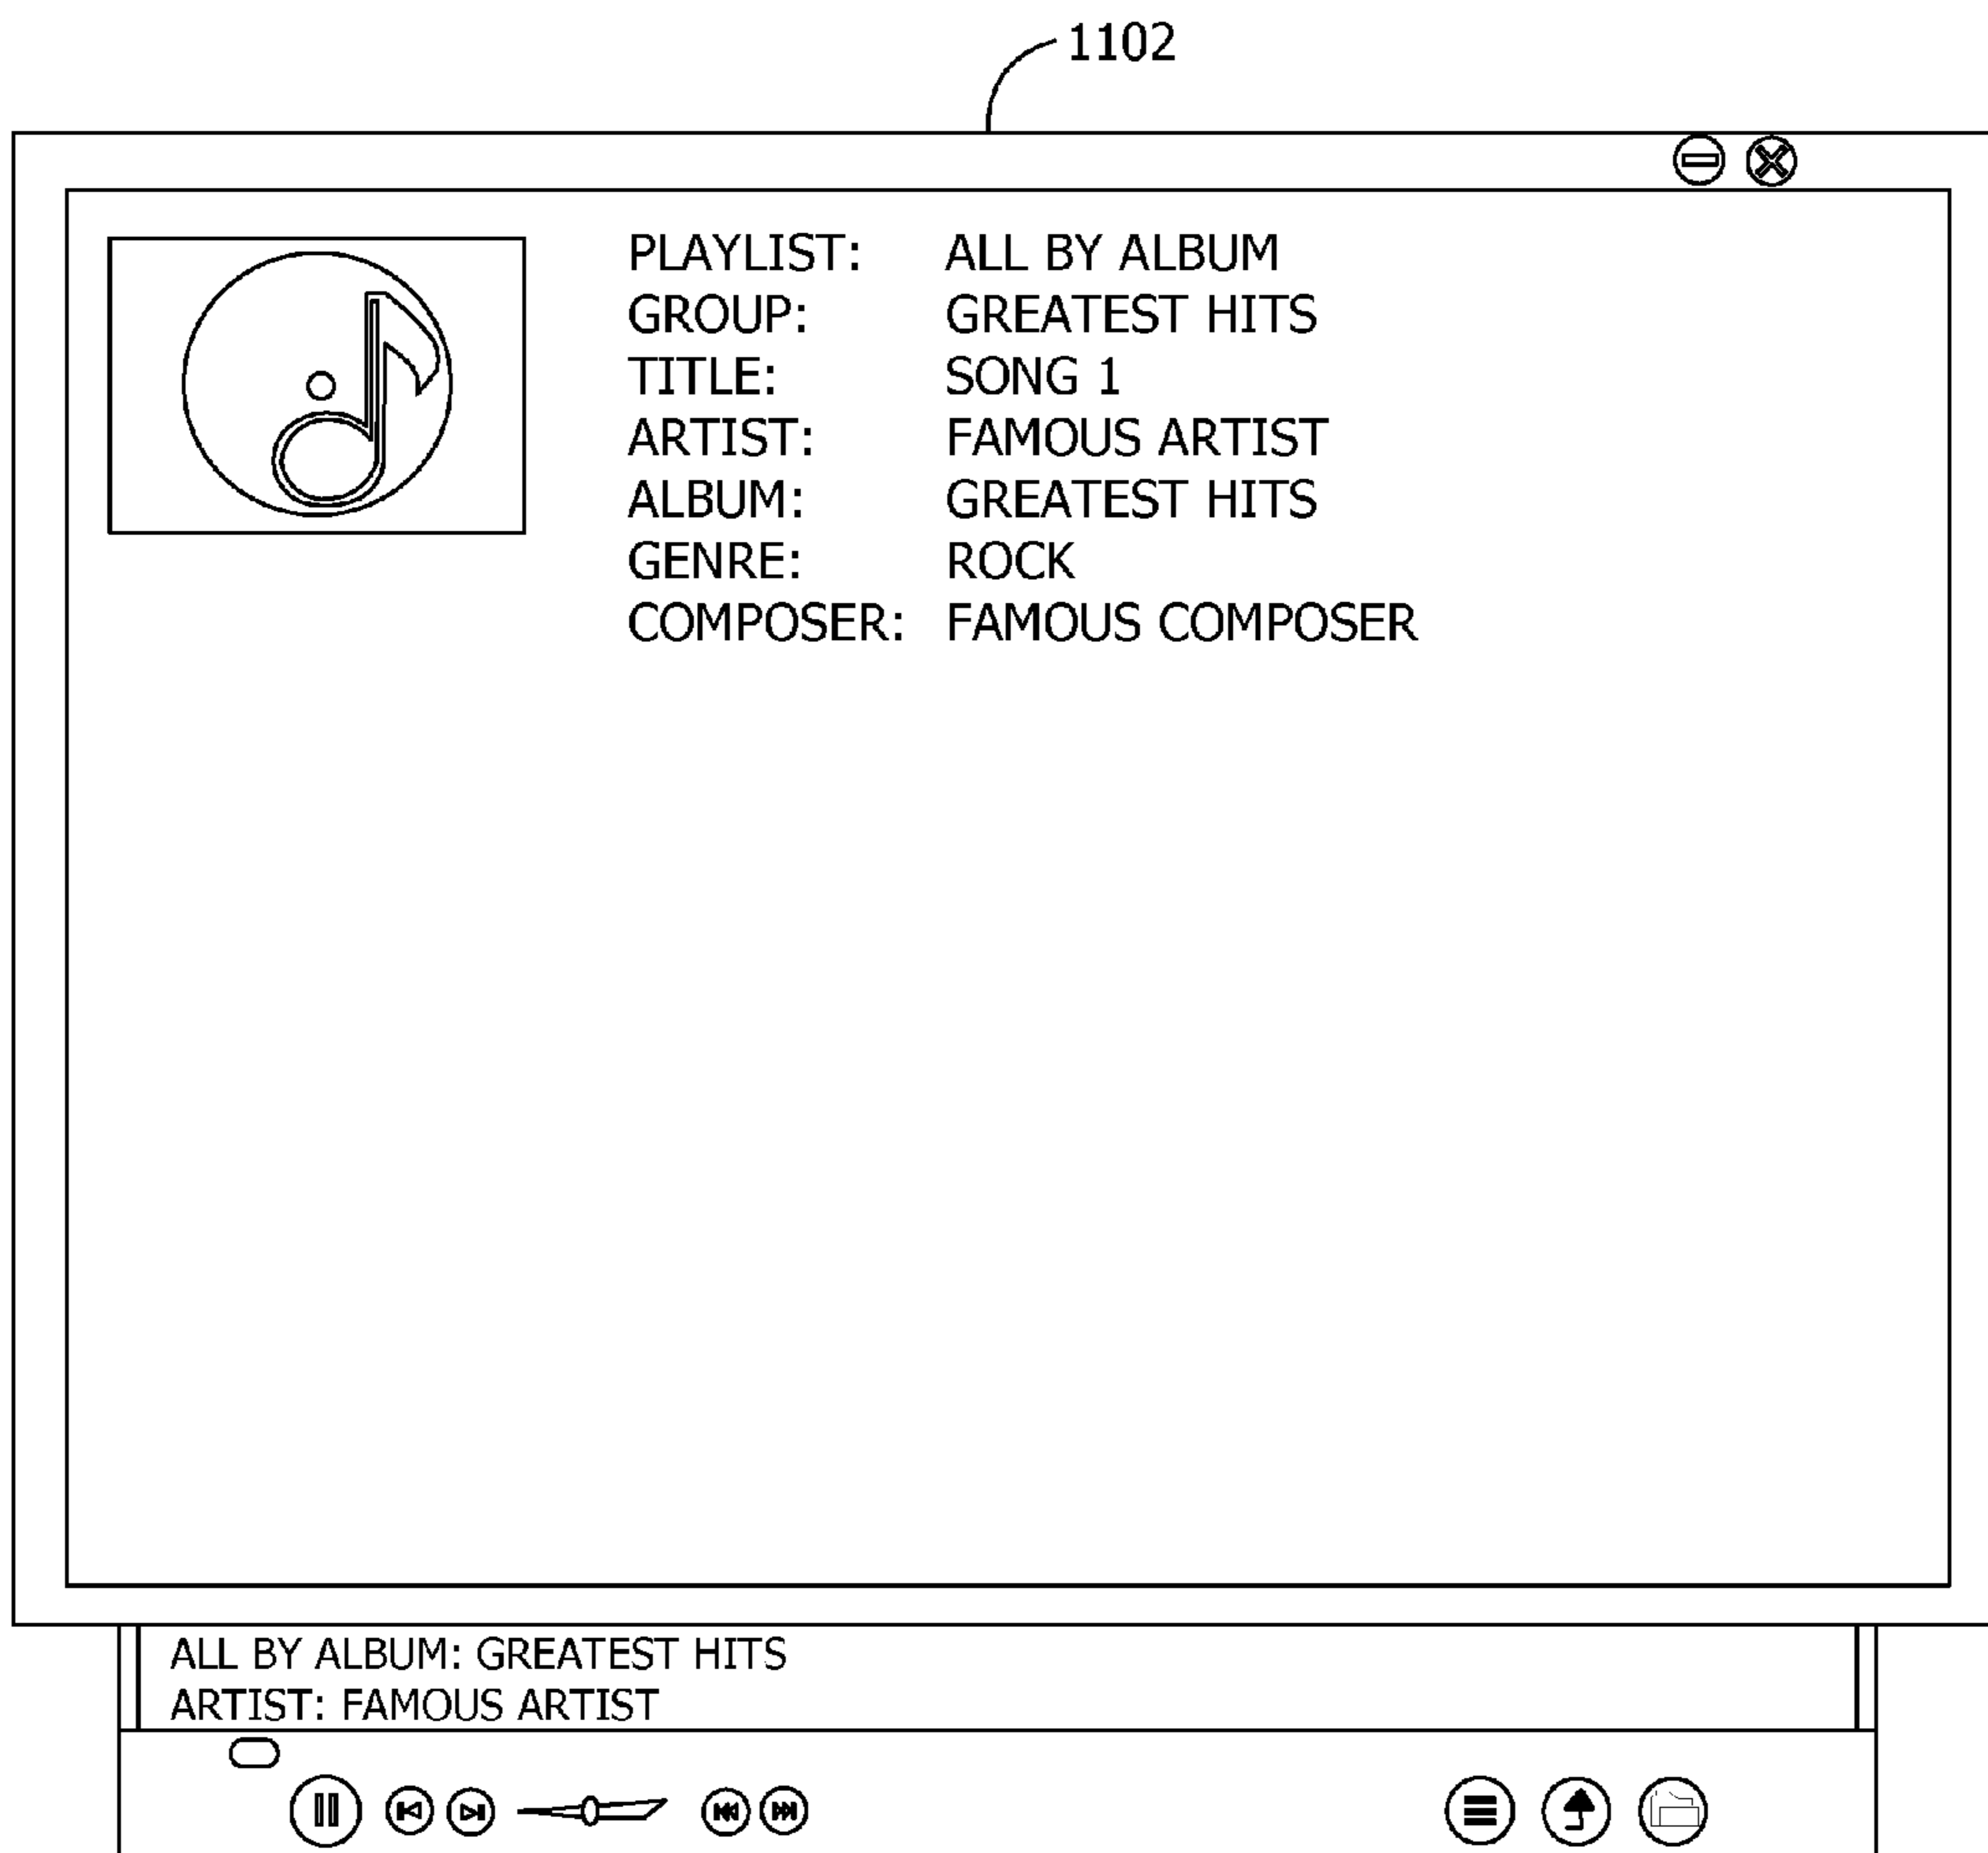 1102
PLAYLIST: ALL BY ALBUM
GROUP: GREATEST HITS
TITLE: SONG 1
ARTIST: FAMOUS ARTIST
ALBUM: GREATEST HITS
GENRE: ROCK
COMPOSER: FAMOUS COMPOSER
ALL BY ALBUM: GREATEST HITS
ARTIST: FAMOUS ARTIST